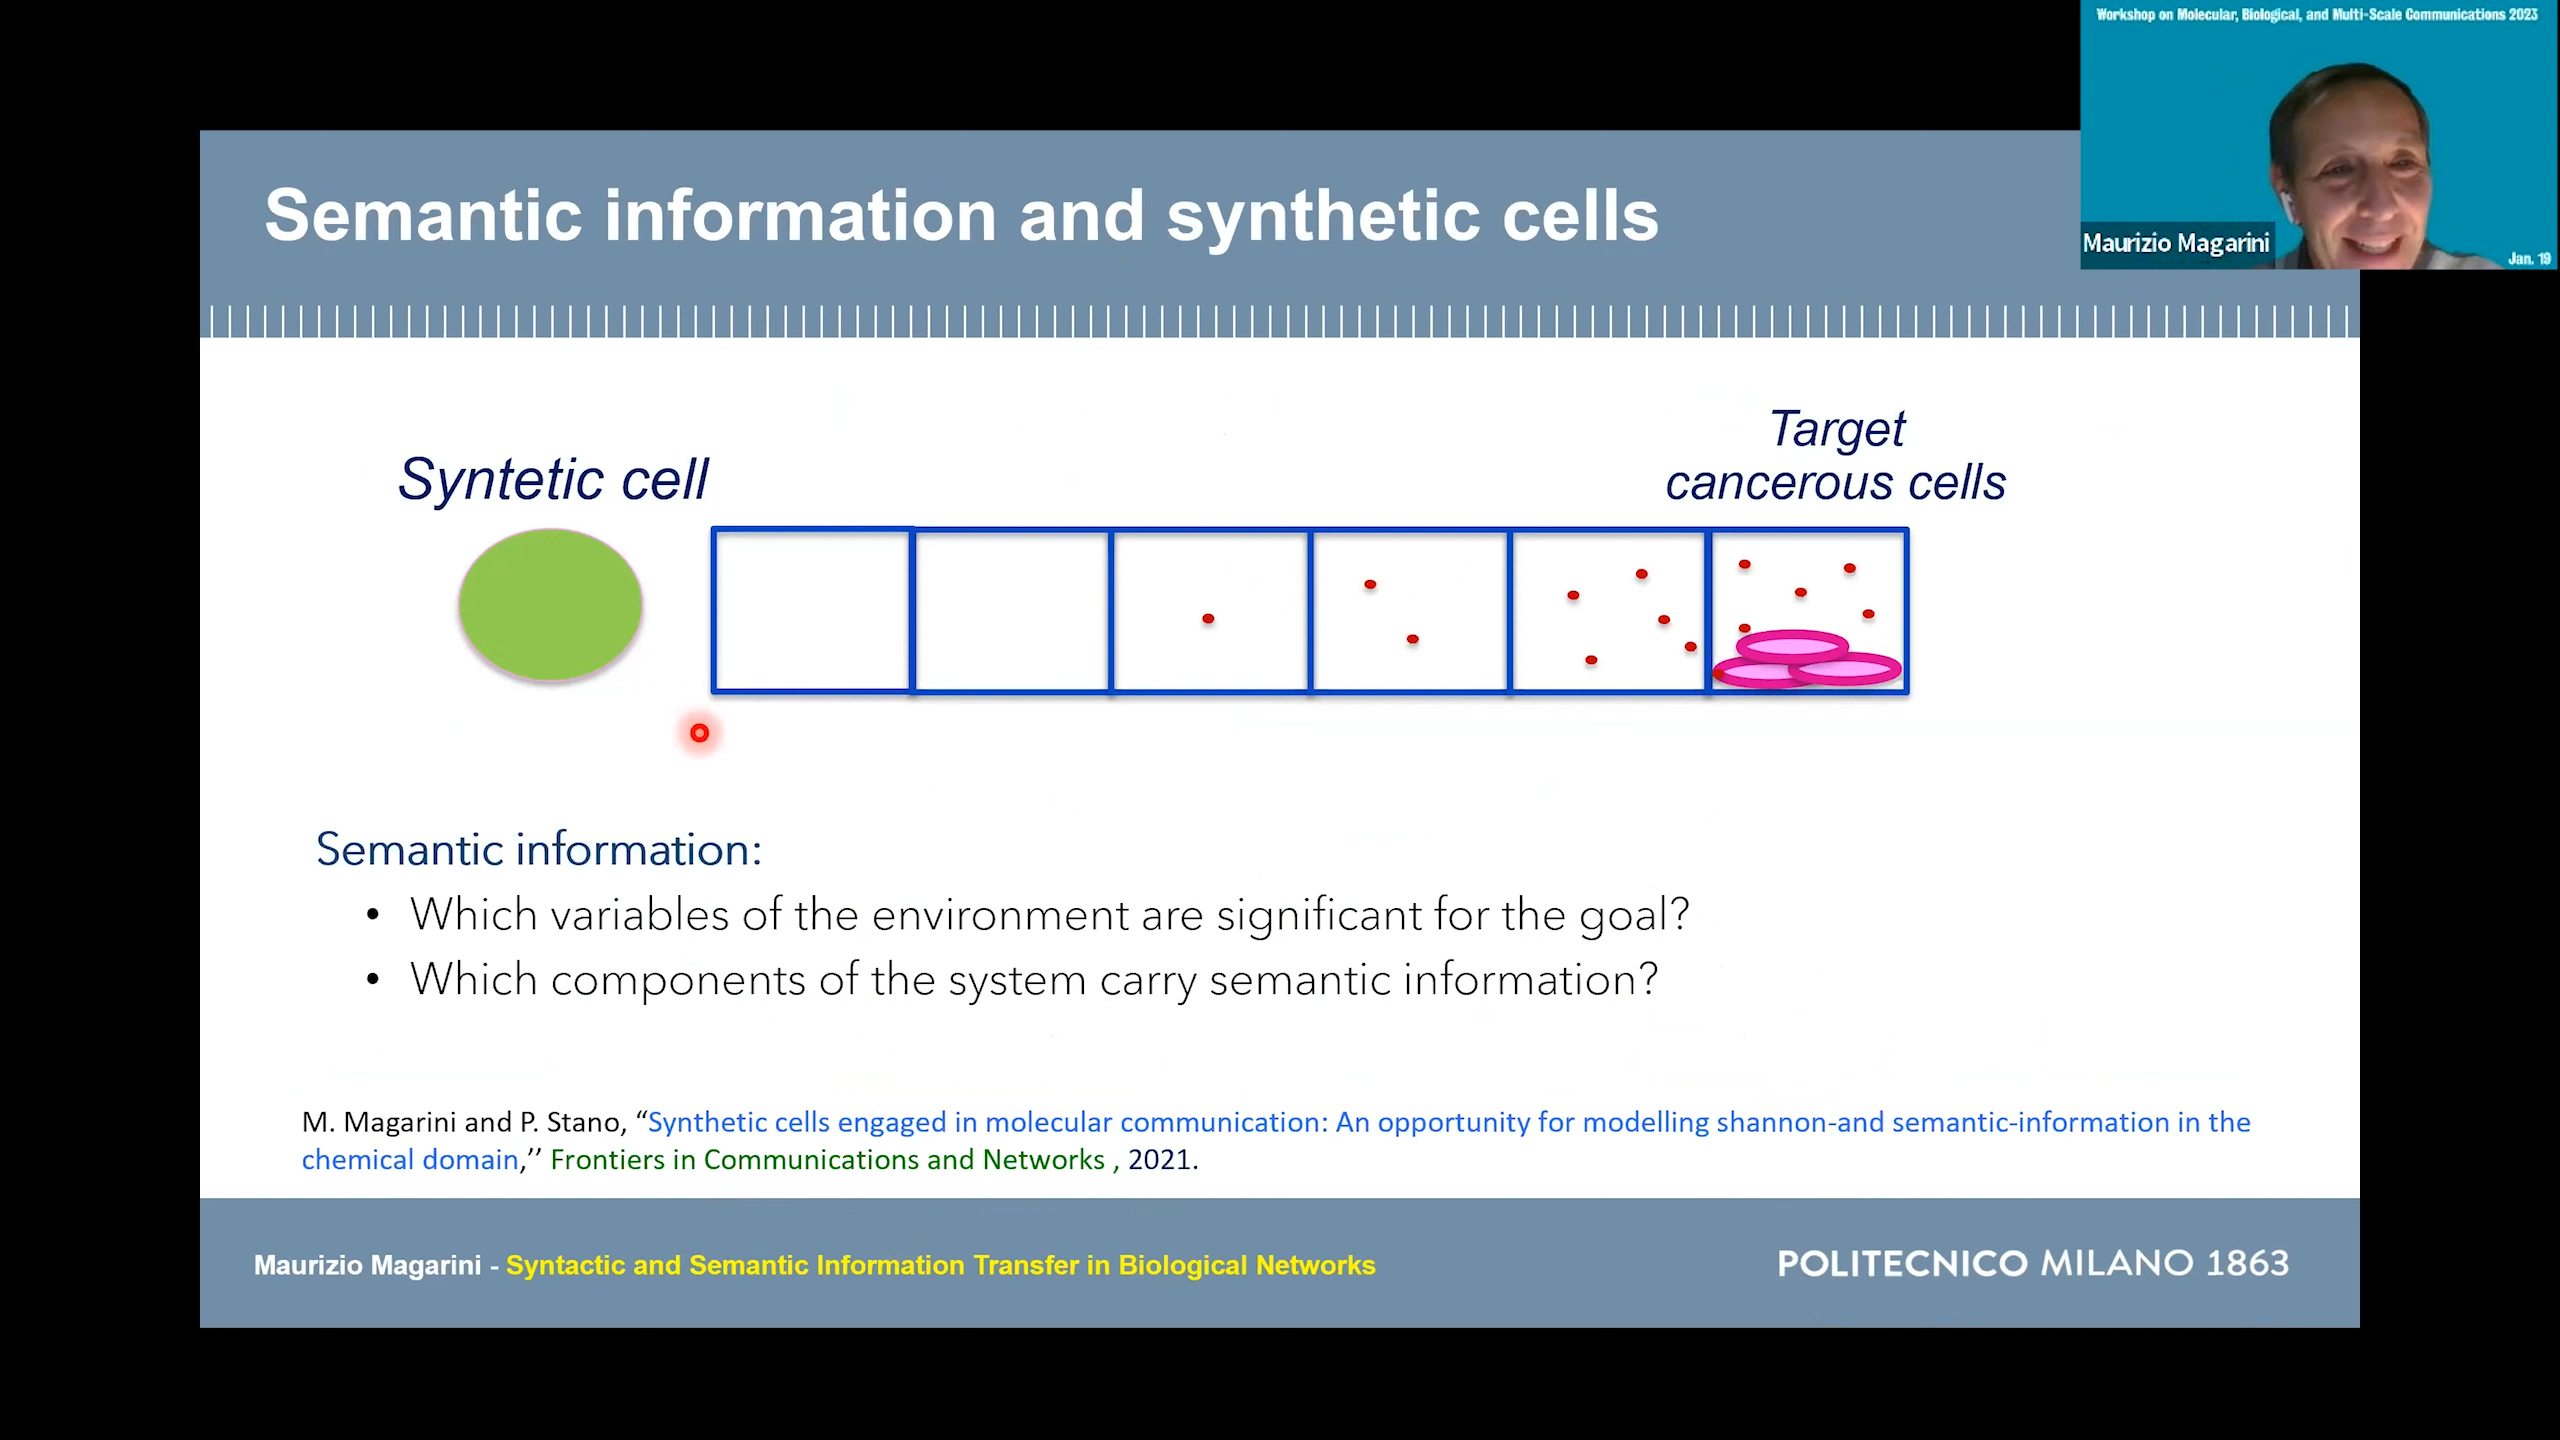 Workshop on Molecular, Biological, and Multi-Scale Communications 2023
Maurizio Magarini
Jan. 19
Semantic information and synthetic cells
Syntetic cell
Target
cancerous cells
Semantic information:
• Which variables of the environment are significant for the goal?
• Which components of the system carry semantic information?
M. Magarini and P. Stano, “Synthetic cells engaged in molecular communication: An opportunity for modelling shannon-and semantic-information in the
chemical domain,’’ Frontiers in Communications and Networks , 2021.
Maurizio Magarini - Syntactic and Semantic Information Transfer in Biological Networks
POLITECNICO MILANO 1863